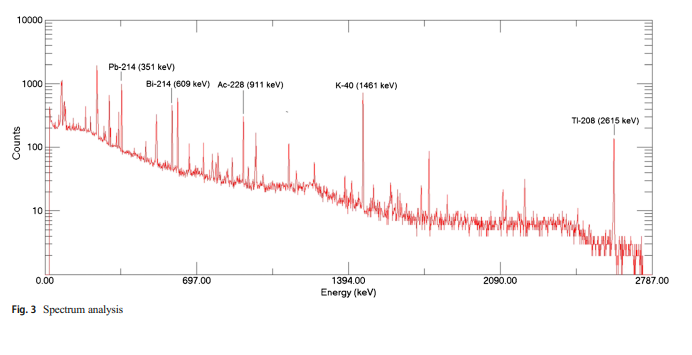 10000
Pb-214 (351 keV)
Bi-214 (609 keV) Ac-228 (911 keV) K-40 (1461 keV)
1000
Tl-208 (2615 keV)
Counts
100
10
0.00 697.00 1394.00 2090.00 2787.00
Energy (keV)
Fig. 3 Spectrum analysis